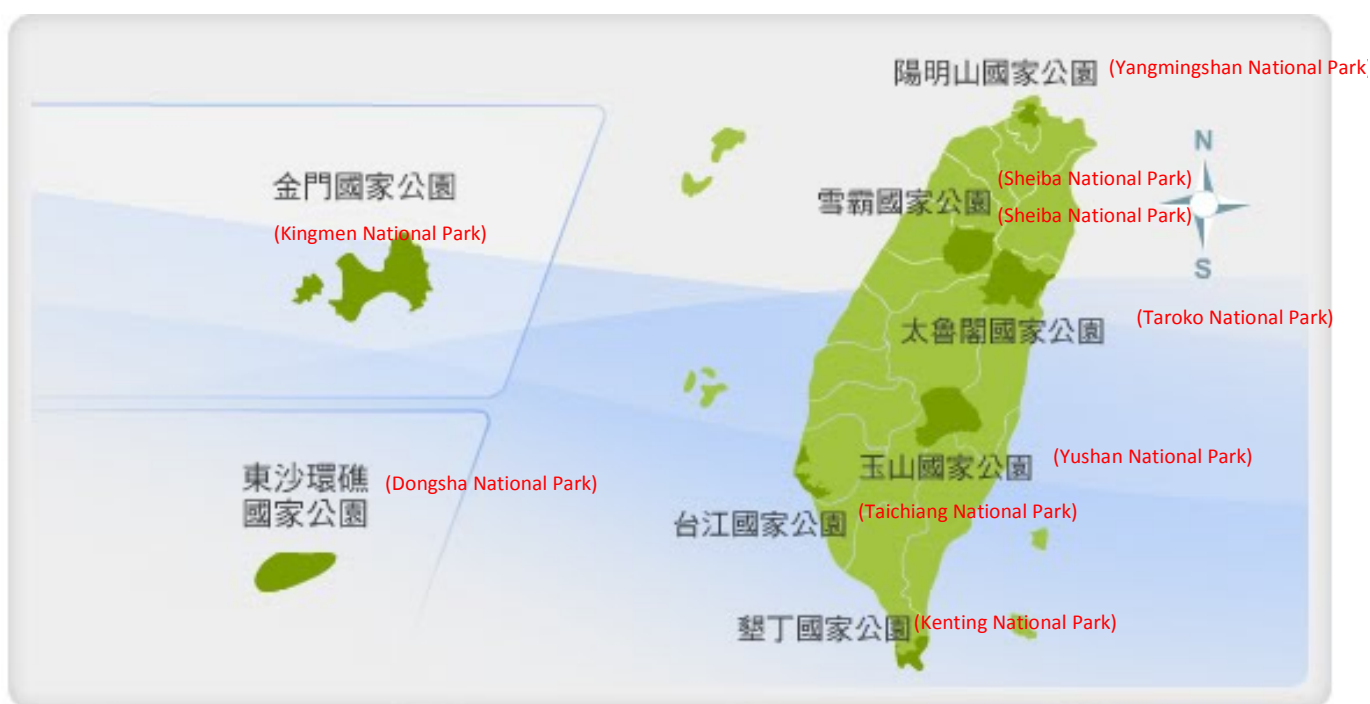 陽明山國家公園 (Yangmingshan National Park)
N
(Sheiba National Park)
金門國家公園
雪霸國家公園
(Sheiba National Park)
(Kingmen National Park)
S
(Taroko National Park)
太魯閣國家公園
玉山國家公園 (Yushan National Park)
東沙環礁
國家公園
(Dongsha National Park)
台江國家公園 (Taichiang National Park)
墾丁國家公園 (Kenting National Park)